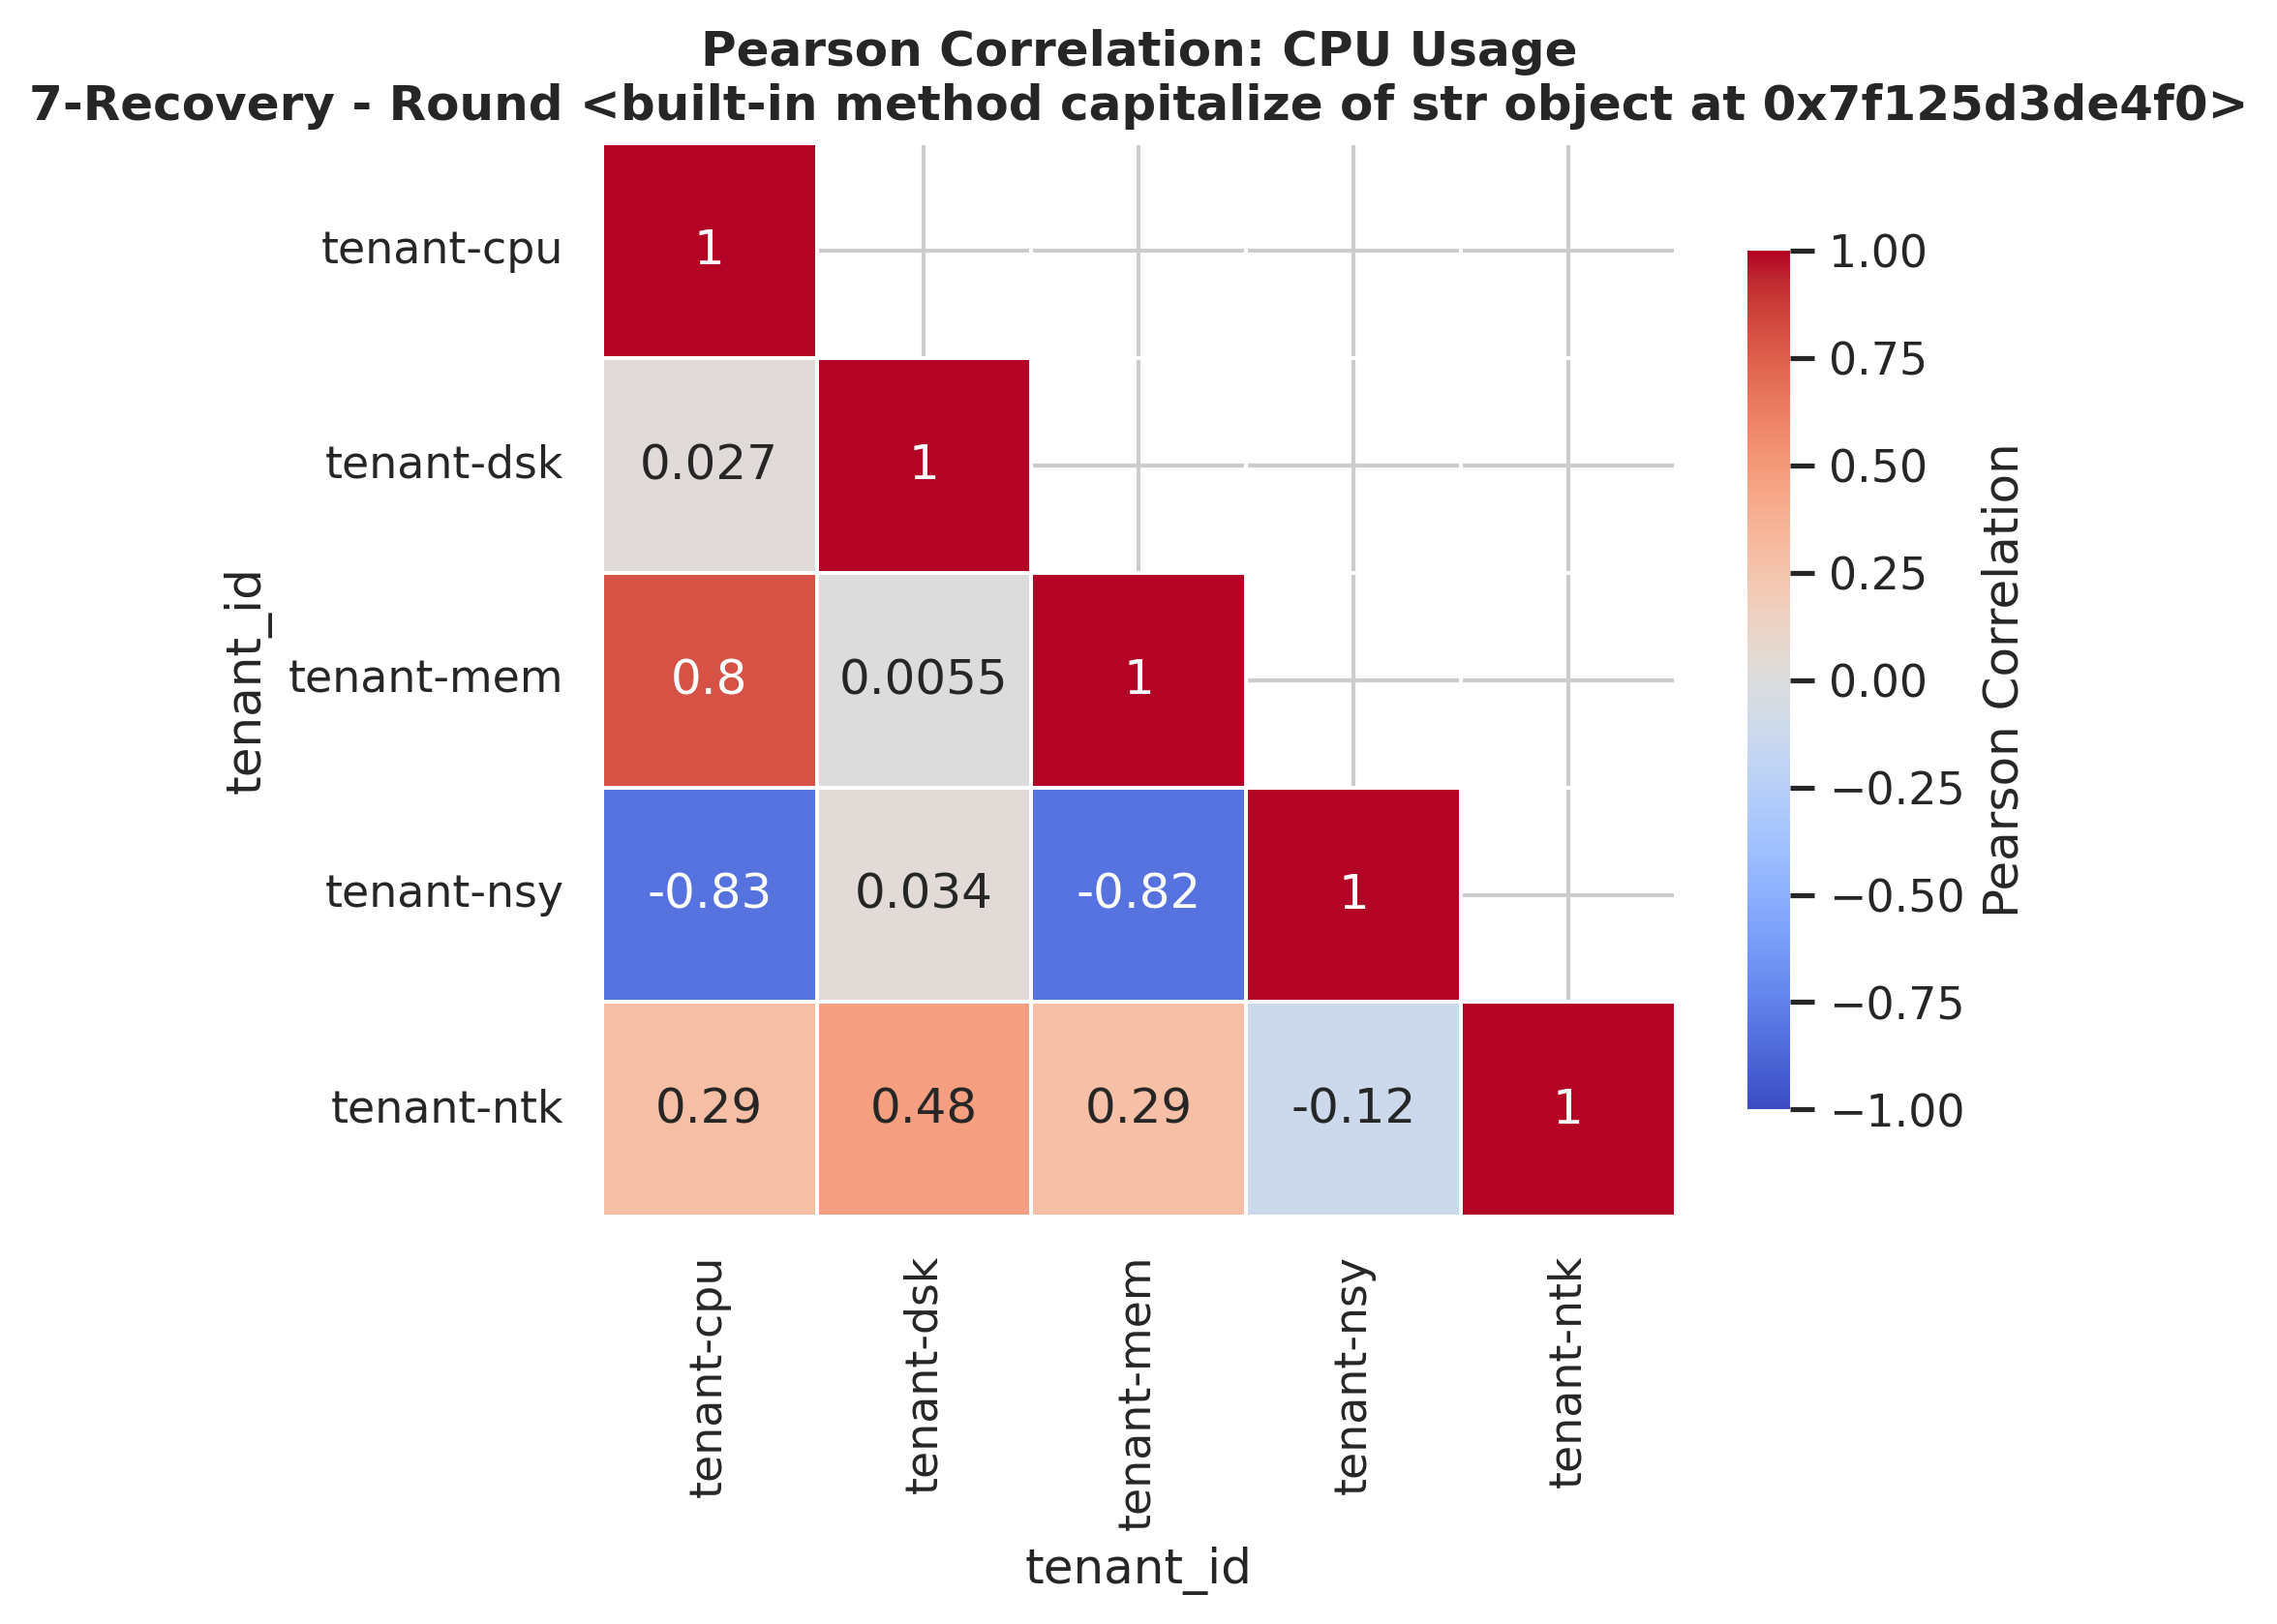 Pearson Correlation: CPU Usage
7-Recovery - Round <built-in method capitalize of str object at 0x7f125d3de4f0>
tenant_id
tenant-cpu
1
tenant-dsk
0.027
1
tenant-mem
0.8
0.0055
1
tenant-nsy
-0.83
0.034
-0.82
1
tenant-ntk
0.29
0.48
0.29
-0.12
1
tenant-cpu
tenant-dsk
tenant-mem
tenant-nsy
tenant-ntk
tenant_id
1.00
0.75
0.50
0.25
0.00
−0.25
−0.50
−0.75
−1.00
Pearson Correlation